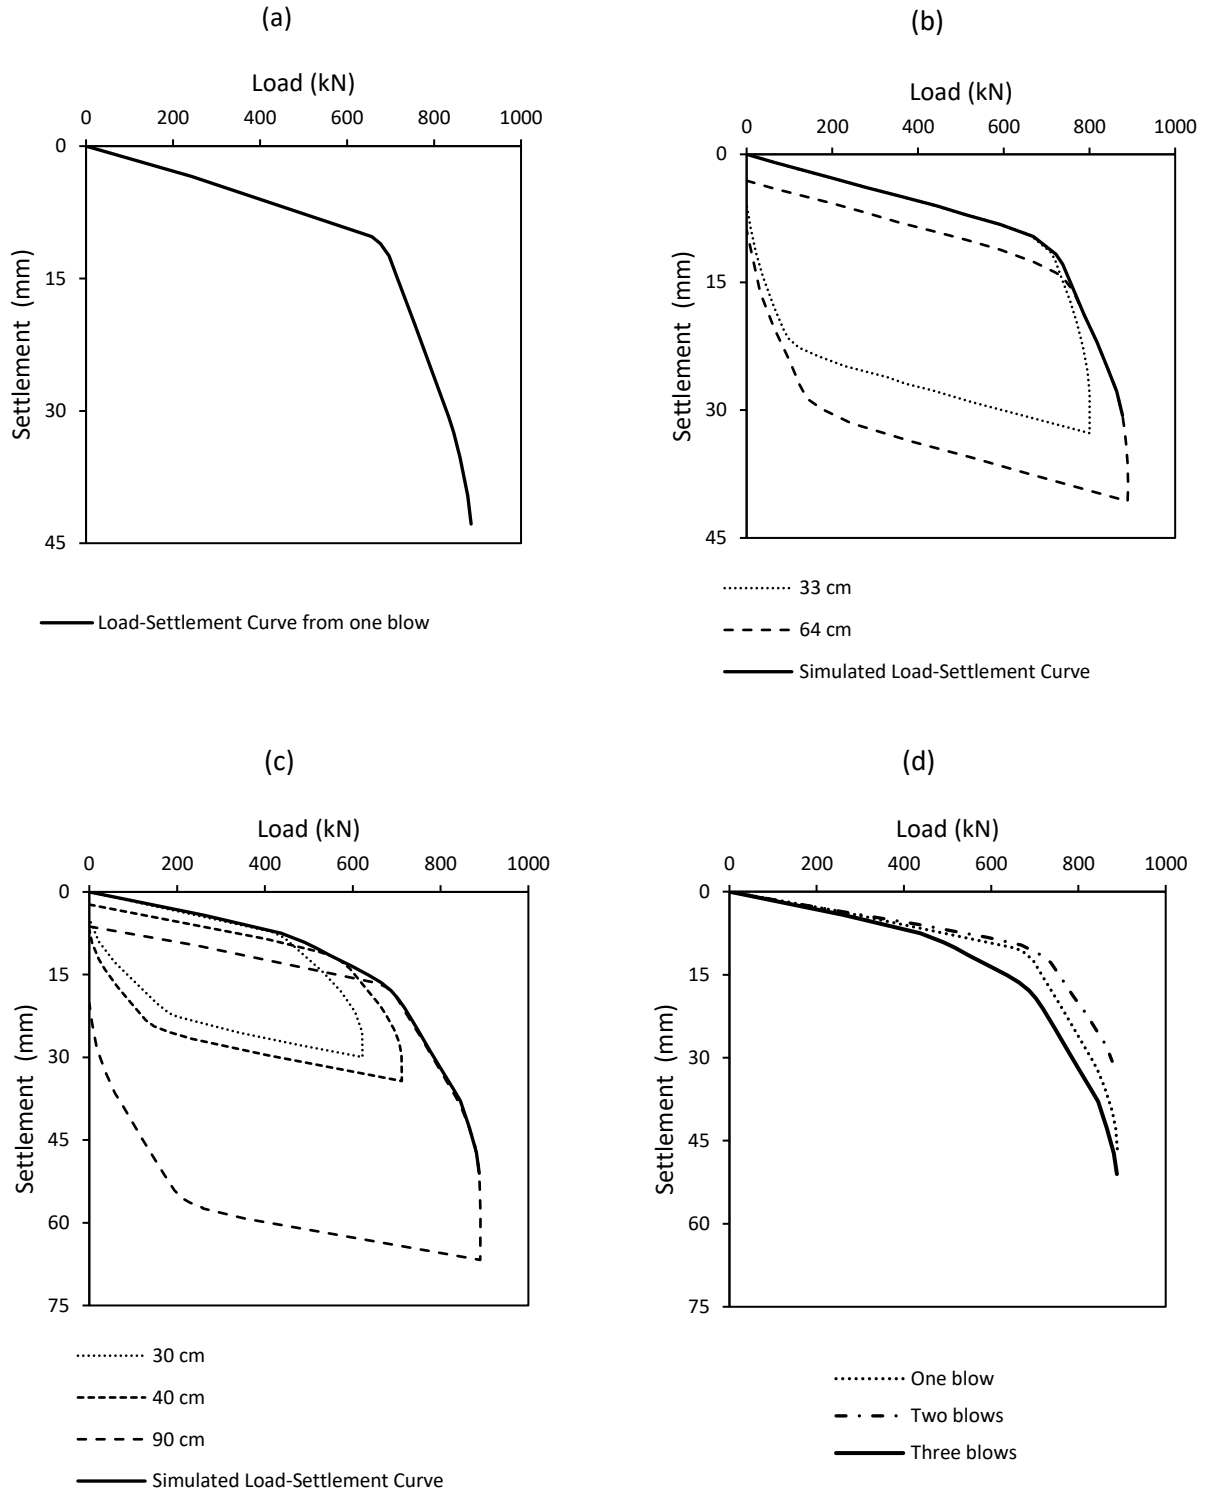 (a)
Load (kN)
0 200 400 600 800 1000
0
15
30
45
Settlement (mm)
Load-Settlement Curve from one blow
(b)
Load (kN)
0 200 400 600 800 1000
0
15
30
45
Settlement (mm)
33 cm
64 cm
Simulated Load-Settlement Curve
(c)
Load (kN)
0 200 400 600 800 1000
0
15
30
45
60
75
Settlement (mm)
30 cm
40 cm
90 cm
Simulated Load-Settlement Curve
(d)
Load (kN)
0 200 400 600 800 1000
0
15
30
45
60
75
Settlement (mm)
One blow
Two blows
Three blows